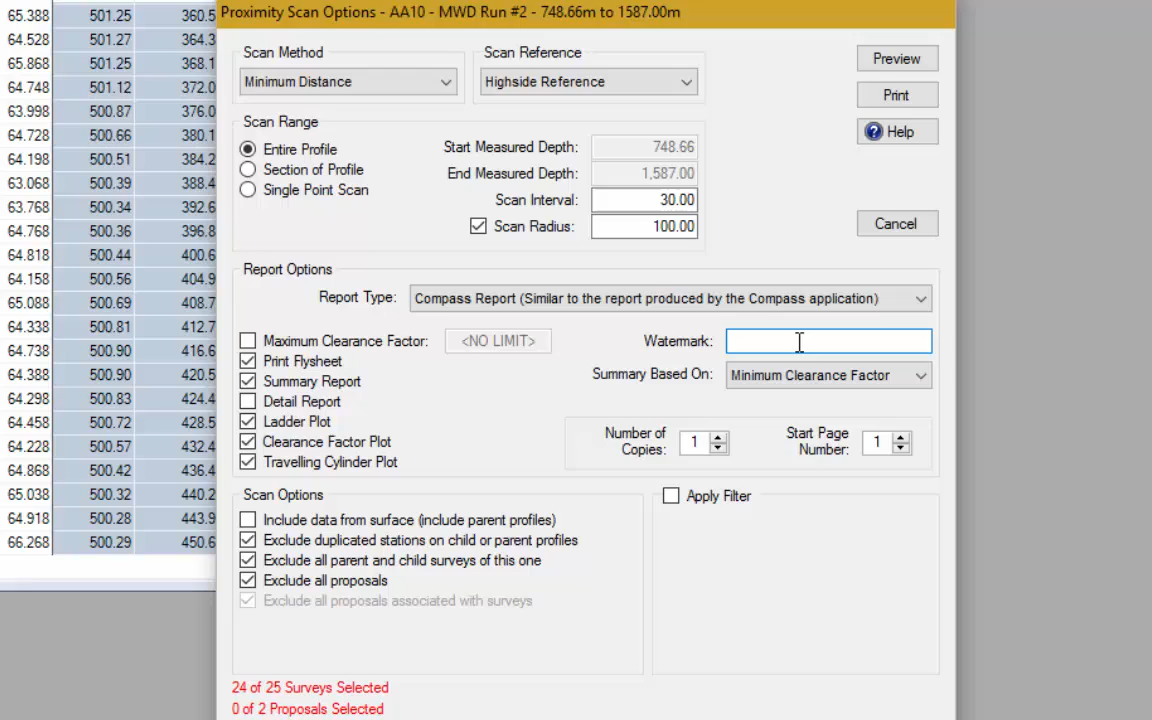 Proximity Scan Options - AA10 - MWD Run #2 - 748.66m to 1587.00m
65.388 501.25 360.5
64.528 501.27 364.3
65.868 501.25 368.1
64.748 501.12 372.0
63.998 500.87 376.0
64.728 500.66 380.1
64.198 500.51 384.2
63.068 500.39 388.4
63.768 500.34 392.6
64.768 500.36 396.8
64.818 500.44 400.6
64.158 500.56 404.9
65.088 500.69 408.7
64.338 500.81 412.7
64.738 500.90 416.6
64.388 500.90 420.5
64.298 500.83 424.4
64.458 500.72 428.5
64.228 500.57 432.4
64.868 500.42 436.4
65.038 500.32 440.2
64.918 500.28 443.9
66.268 500.29 450.6
Scan Method
Minimum Distance
Scan Reference
Highside Reference
Preview
Print
Help
Cancel
Scan Range
Entire Profile
Section of Profile
Single Point Scan
Start Measured Depth: 748.66
End Measured Depth: 1,587.00
Scan Interval: 30.00
Scan Radius: 100.00
Report Options
Report Type: Compass Report (Similar to the report produced by the Compass application)
Maximum Clearance Factor: <NO LIMIT>
Print Flysheet
Summary Report
Detail Report
Ladder Plot
Clearance Factor Plot
Travelling Cylinder Plot
Watermark:
Summary Based On: Minimum Clearance Factor
Number of
Copies: 1
Start Page
Number: 1
Scan Options
Include data from surface (include parent profiles)
Exclude duplicated stations on child or parent profiles
Exclude all parent and child surveys of this one
Exclude all proposals
Exclude all proposals associated with surveys
Apply Filter
24 of 25 Surveys Selected
0 of 2 Proposals Selected